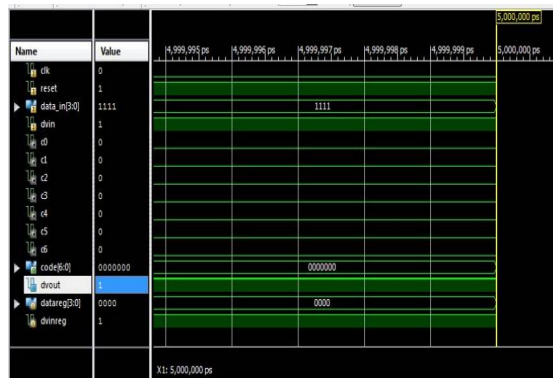 5,000,000 ps
Name Value 4,999,995 ps 4,999,996 ps 4,999,997 ps 4,999,998 ps 4,999,999 ps 5,000,000 ps
clk 0
reset 1
data_in[3:0] 1111 1111
dvin 1
c0 0
c1 0
c2 0
c3 0
c4 0
c5 0
c6 0
code[6:0] 0000000 0000000
dvout 1
datareg[3:0] 0000 0000
dvinreg 1
X1: 5,000,000 ps